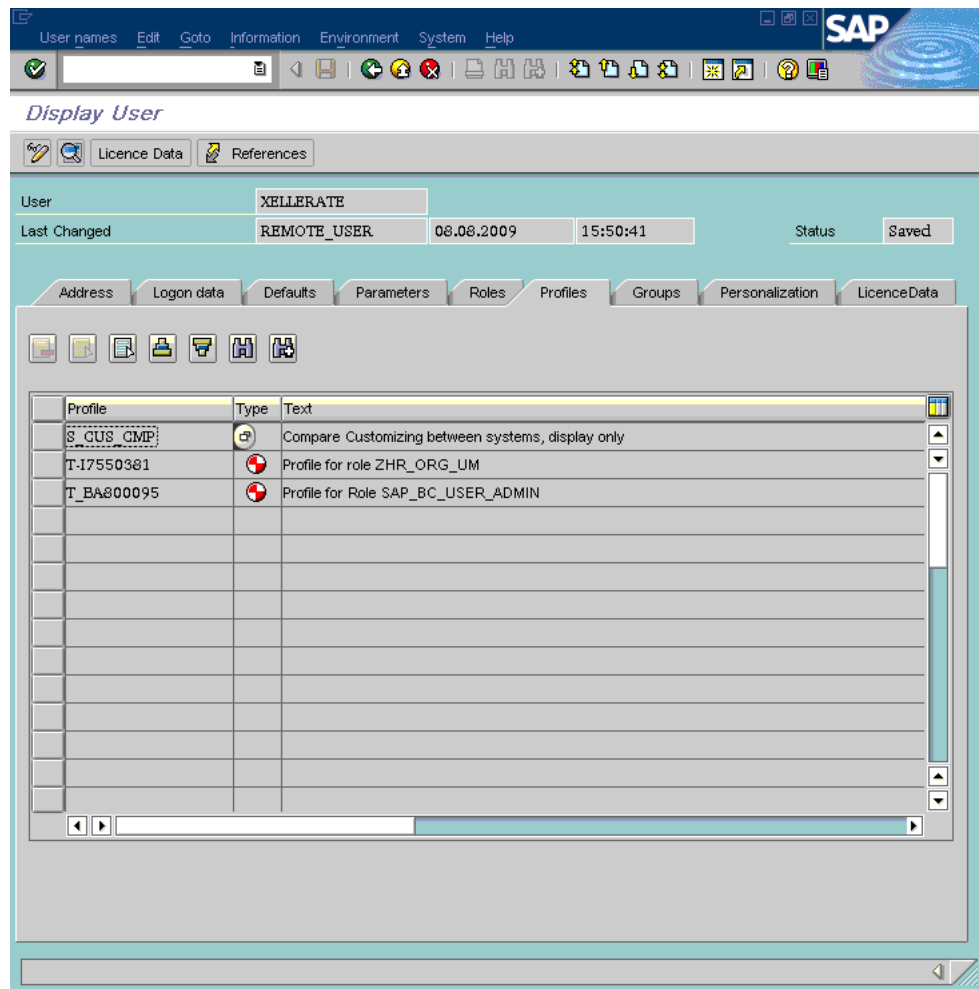 User names Edit Goto Information Environment System Help
SAP
Display User
Licence Data References
User XELLERATE
Last Changed REMOTE_USER 08.08.2009 15:50:41 Status Saved
Address Logon data Defaults Parameters Roles Profiles Groups Personalization LicenceData
Profile Type Text
S_CUS_CMP Compare Customizing between systems, display only
T-I7550381 Profile for role ZHR_ORG_UM
T_BA800095 Profile for Role SAP_BC_USER_ADMIN